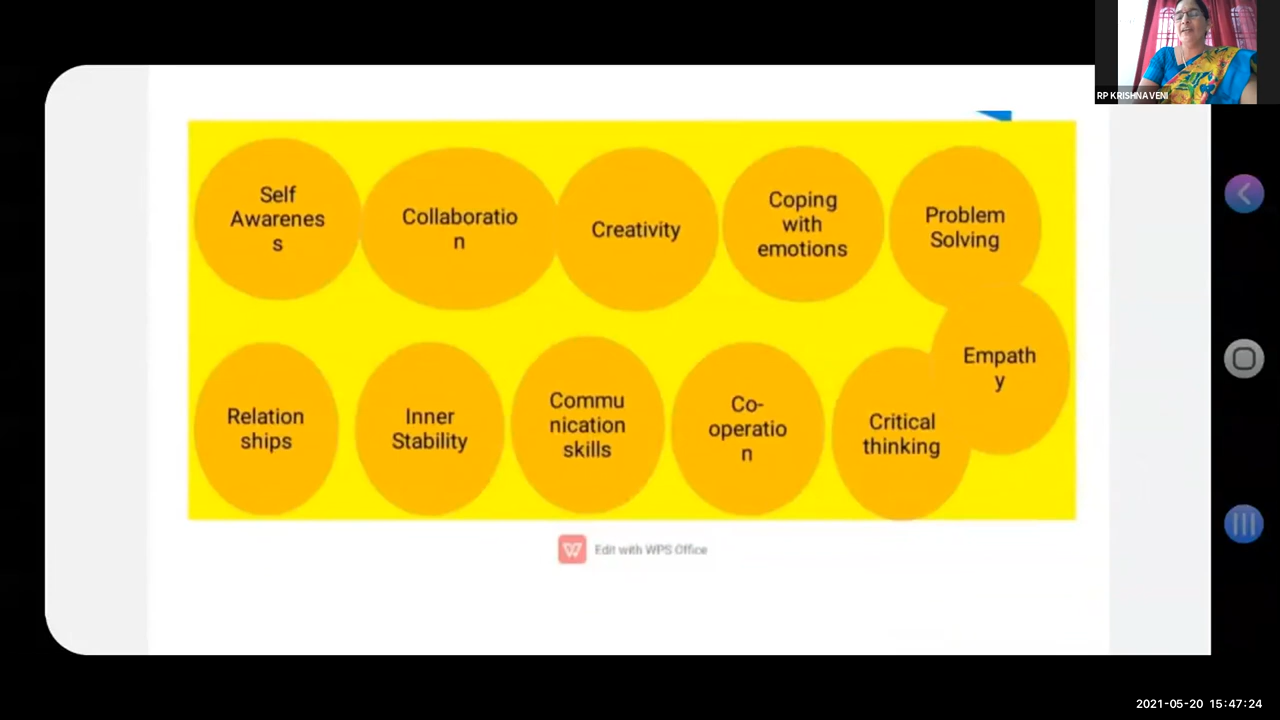 RP KRISHNAVENI
Self
Awarenes
s
Collaboratio
n
Creativity
Coping
with
emotions
Problem
Solving
Empath
y
Relation
ships
Inner
Stability
Commu
nication
skills
Co-
operatio
n
Critical
thinking
Edit with WPS Office
2021-05-20 15:47:24